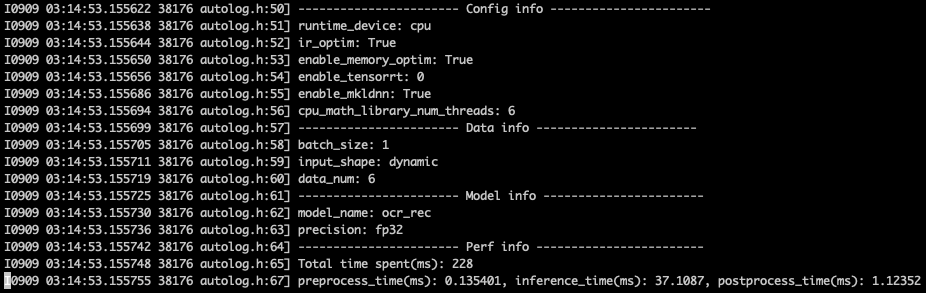 I0909 03:14:53.155622 38176 autolog.h:50] ---------------------- Config info ----------------------
I0909 03:14:53.155638 38176 autolog.h:51] runtime_device: cpu
I0909 03:14:53.155644 38176 autolog.h:52] ir_optim: True
I0909 03:14:53.155650 38176 autolog.h:53] enable_memory_optim: True
I0909 03:14:53.155656 38176 autolog.h:54] enable_tensorrt: 0
I0909 03:14:53.155686 38176 autolog.h:55] enable_mkldnn: True
I0909 03:14:53.155694 38176 autolog.h:56] cpu_math_library_num_threads: 6
I0909 03:14:53.155699 38176 autolog.h:57] ---------------------- Data info ----------------------
I0909 03:14:53.155705 38176 autolog.h:58] batch_size: 1
I0909 03:14:53.155711 38176 autolog.h:59] input_shape: dynamic
I0909 03:14:53.155719 38176 autolog.h:60] data_num: 6
I0909 03:14:53.155725 38176 autolog.h:61] ---------------------- Model info ----------------------
I0909 03:14:53.155730 38176 autolog.h:62] model_name: ocr_rec
I0909 03:14:53.155736 38176 autolog.h:63] precision: fp32
I0909 03:14:53.155742 38176 autolog.h:64] ---------------------- Perf info ----------------------
I0909 03:14:53.155748 38176 autolog.h:65] Total time spent(ms): 228
I0909 03:14:53.155755 38176 autolog.h:67] preprocess_time(ms): 0.135401, inference_time(ms): 37.1087, postprocess_time(ms): 1.12352